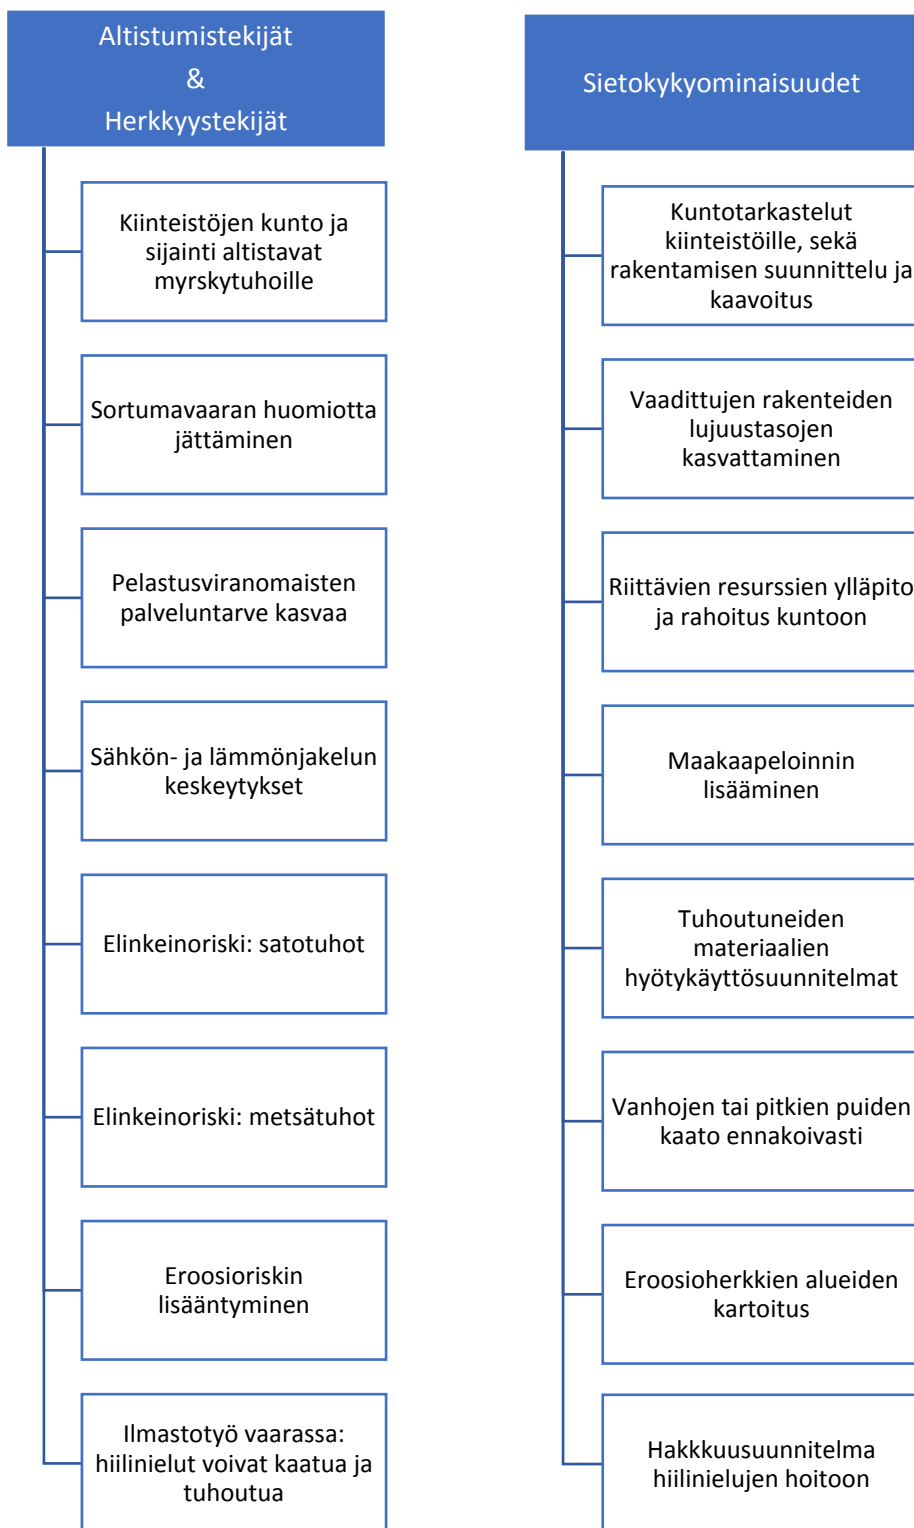 Altistumistekijät
&
Herkkyystekijät
Kiinteistöjen kunto ja
sijainti altistavat
myrskytuhoille
Sortumavaaran huomiotta
jättäminen
Pelastusviranomaisten
palveluntarve kasvaa
Sähkön- ja lämmönjakelun
keskeytykset
Elinkeinoriski: satotuhot
Elinkeinoriski: metsätuhot
Eroosioriskin
lisääntyminen
Ilmastotyö vaarassa:
hiilinielut voivat kaatua ja
tuhoutua
Sietokykyominaisuudet
Kuntotarkastelut
kiinteistöille, sekä
rakentamisen suunnittelu ja
kaavoitus
Vaadittujen rakenteiden
lujuustasojen
kasvattaminen
Riittävien resurssien ylläpito
ja rahoitus kuntoon
Maakaapeloinnin
lisääminen
Tuhoutuneiden
materiaalien
hyötykäyttösuunnitelmat
Vanhojen tai pitkien puiden
kaato ennakoivasti
Eroosioherkkien alueiden
kartoitus
Hakkkuusuunnitelma
hiilinielujen hoitoon